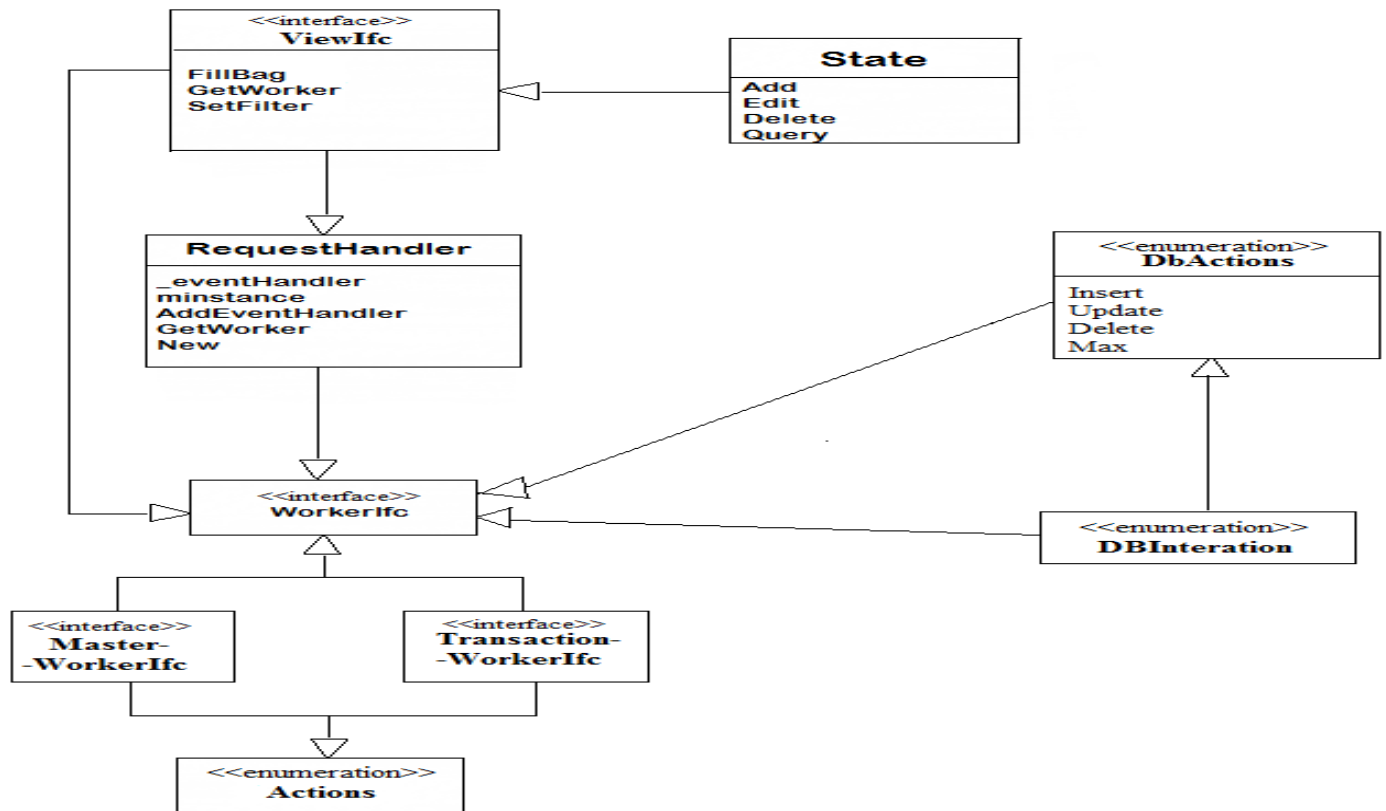 <<interface>>
ViewIfc
FillBag
GetWorker
SetFilter
State
Add
Edit
Delete
Query
RequestHandler
_eventHandler
minstance
AddEventHandler
GetWorker
New
<<enumeration>>
DbActions
Insert
Update
Delete
Max
<<interface>>
WorkerIfc
<<enumeration>>
DBInteration
<<interface>>
Master-
-WorkerIfc
<<interface>>
Transaction-
-WorkerIfc
<<enumeration>>
Actions